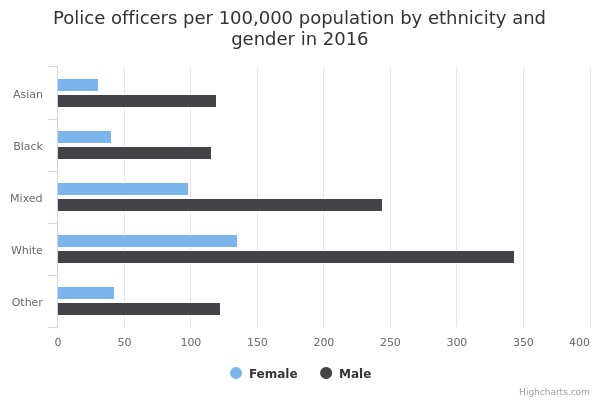 Police officers per 100,000 population by ethnicity and
gender in 2016
Asian
Black
Mixed
White
Other
0 50 100 150 200 250 300 350 400
Female Male
Highcharts.com